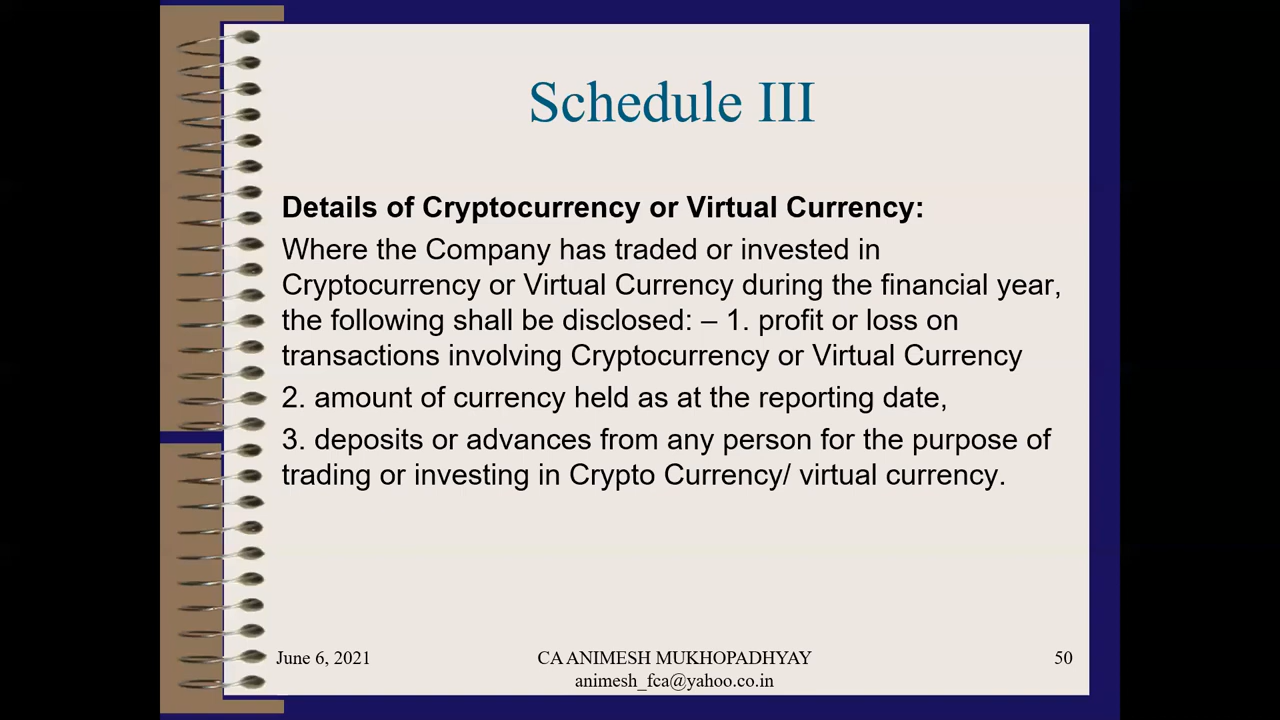 Schedule III
Details of Cryptocurrency or Virtual Currency:
Where the Company has traded or invested in
Cryptocurrency or Virtual Currency during the financial year,
the following shall be disclosed: – 1. profit or loss on
transactions involving Cryptocurrency or Virtual Currency
2. amount of currency held as at the reporting date,
3. deposits or advances from any person for the purpose of
trading or investing in Crypto Currency/ virtual currency.
June 6, 2021
CA ANIMESH MUKHOPADHYAY
animesh_fca@yahoo.co.in
50